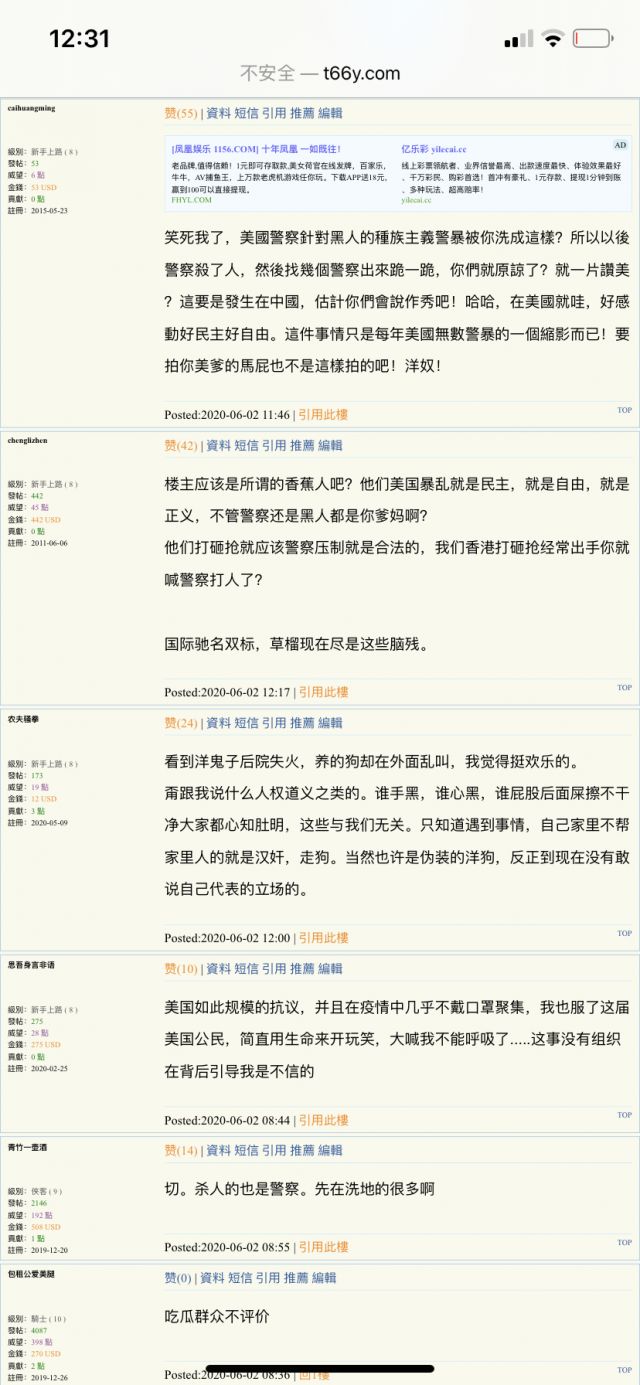 12:31
不安全 — t66y.com
caihuangming
級別：新手上路 ( 8 )
發帖：53
威望：6 點
金錢：53 USD
貢獻：0 點
註冊：2015-05-23
赞(55) | 資料 短信 引用 推薦 編輯
[凤凰娱乐 1156.COM] 十年凤凰 一如既往！
老品牌,值得信頼！1元即可存取款,美女荷官在线发牌，百家乐，
牛牛，AV捕鱼王，上万款老虎机游戏任你玩。下载APP送18元，
赢到100可以直接提现。
FHYL.COM
亿乐彩 yilecai.cc
AD
线上彩票领航者、业界信誉最高、出款速度最快、体验效果最好
、千万彩民、购彩首选！首冲有豪礼、1元存款、提现1分钟到账
、多种玩法、超高赔率！
yilecai.cc
笑死我了，美國警察針對黑人的種族主義警暴被你洗成這樣？所以以後
警察殺了人，然後找幾個警察出來跪一跪，你們就原諒了？就一片讚美
？這要是發生在中國，估計你們會說作秀吧！哈哈，在美國就哇，好感
動好民主好自由。這件事情只是每年美國無數警暴的一個縮影而已！要
拍你美爹的馬屁也不是這樣拍的吧！洋奴！
Posted:2020-06-02 11:46 | 引用此樓
TOP
chenglizhen
級別：新手上路 ( 8 )
發帖：442
威望：45 點
金錢：442 USD
貢獻：0 點
註冊：2011-06-06
赞(42) | 資料 短信 引用 推薦 編輯
楼主应该是所谓的香蕉人吧？他们美国暴乱就是民主，就是自由，就是
正义，不管警察还是黑人都是你爹妈啊？
他们打砸抢就应该警察压制就是合法的，我们香港打砸抢经常出手你就
喊警察打人了？
国际驰名双标，草榴现在尽是这些脑残。
Posted:2020-06-02 12:17 | 引用此樓
TOP
农夫骚拳
級別：新手上路 ( 8 )
發帖：173
威望：19 點
金錢：12 USD
貢獻：3 點
註冊：2020-05-09
赞(24) | 資料 短信 引用 推薦 編輯
看到洋鬼子后院失火，养的狗却在外面乱叫，我觉得挺欢乐的。
甭跟我说什么人权道义之类的。谁手黑，谁心黑，谁屁股后面屎擦不干
净大家都心知肚明，这些与我们无关。只知道遇到事情，自己家里不帮
家里人的就是汉奸，走狗。当然也许是伪装的洋狗，反正到现在没有敢
说自己代表的立场的。
Posted:2020-06-02 12:00 | 引用此樓
TOP
思吾身言非语
級別：新手上路 ( 8 )
發帖：275
威望：28 點
金錢：275 USD
貢獻：0 點
註冊：2020-02-25
赞(10) | 資料 短信 引用 推薦 編輯
美国如此规模的抗议，并且在疫情中几乎不戴口罩聚集，我也服了这届
美国公民，简直用生命来开玩笑，大喊我不能呼吸了.....这事没有组织
在背后引导我是不信的
Posted:2020-06-02 08:44 | 引用此樓
TOP
青竹一壶酒
級別：俠客 ( 9 )
發帖：2146
威望：192 點
金錢：508 USD
貢獻：1 點
註冊：2019-12-20
赞(14) | 資料 短信 引用 推薦 編輯
切。杀人的也是警察。先在洗地的很多啊
Posted:2020-06-02 08:55 | 引用此樓
TOP
包租公爱美腿
級別：騎士 ( 10 )
發帖：4087
威望：398 點
金錢：270 USD
貢獻：2 點
註冊：2019-12-26
赞(0) | 資料 短信 引用 推薦 編輯
吃瓜群众不评价
Posted:2020-06-02 08:36 | 回1樓
TOP